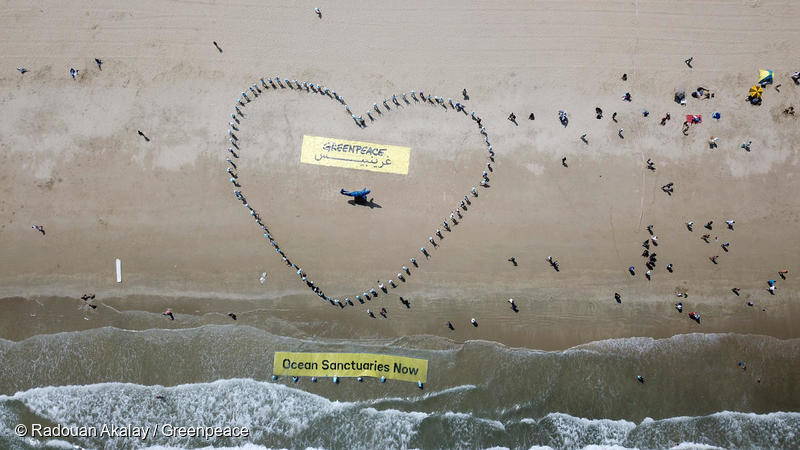 GREENPEACE
غرينبيس
Ocean Sanctuaries Now
© Radouan Akalay / Greenpeace